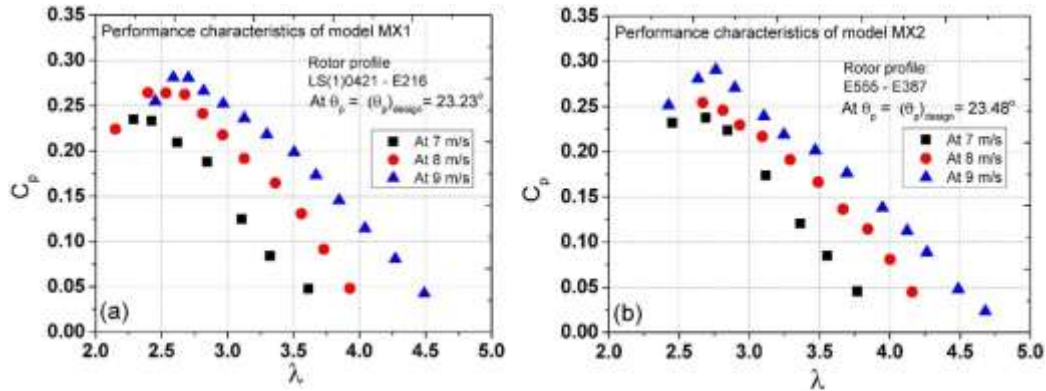 Performance characteristics of model MX1
Rotor profile
LS(1)0421 - E216
At θp = (θp)design = 23.23°
At 7 m/s
At 8 m/s
At 9 m/s
0.35
0.30
0.25
0.20
0.15
0.10
0.05
0.00
Cp
(a)
2.0 2.5 3.0 3.5 4.0 4.5 5.0
λ
Performance characteristics of model MX2
Rotor profile:
E555 - E387
At θp = (θp)design = 23.48°
At 7 m/s
At 8 m/s
At 9 m/s
0.35
0.30
0.25
0.20
0.15
0.10
0.05
0.00
Cp
(b)
2.0 2.5 3.0 3.5 4.0 4.5 5.0
λ